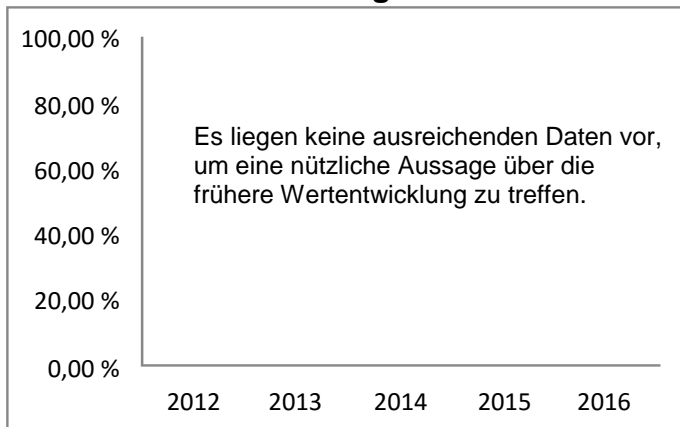 100,00 %
80,00 %
Es liegen keine ausreichenden Daten vor,
um eine nützliche Aussage über die
60,00 %
frühere Wertentwicklung zu treffen.
40,00 %
20,00 %
0,00 %
2012 2013 2014 2015 2016